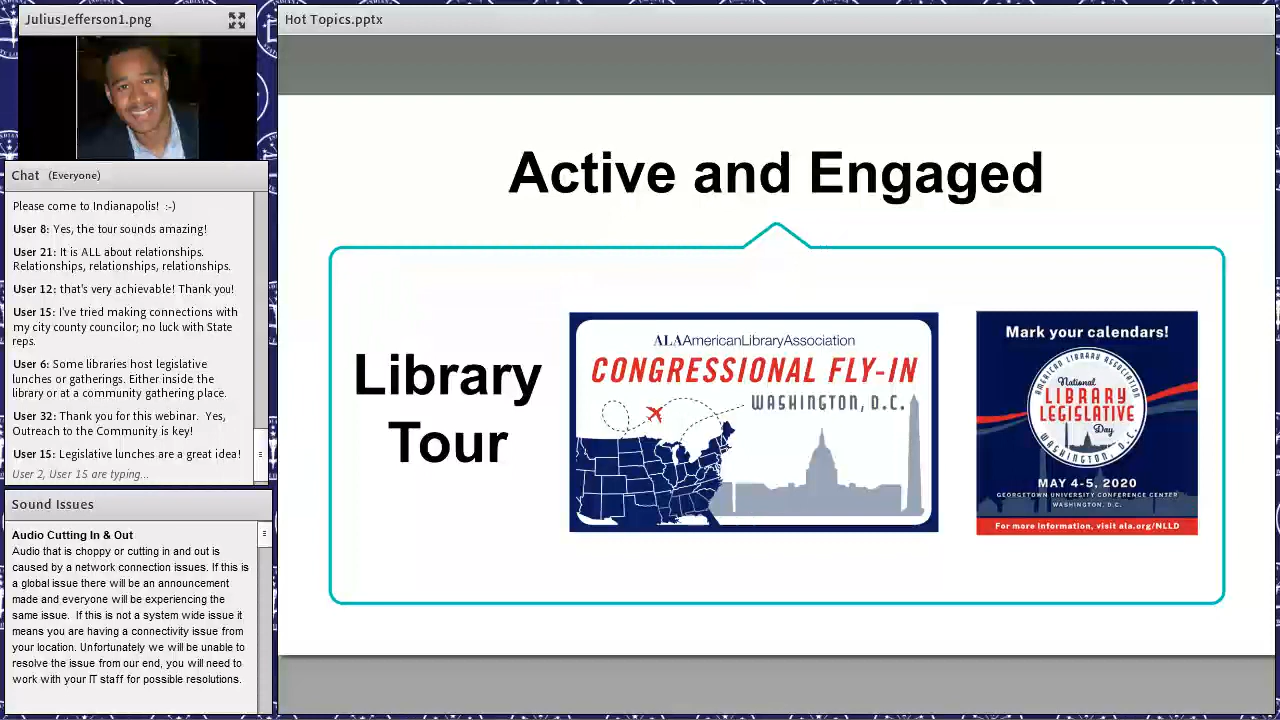 JuliusJefferson1.png
Chat (Everyone)
Please come to Indianapolis! :-)
User 8: Yes, the tour sounds amazing!
User 21: It is ALL about relationships.
Relationships, relationships, relationships.
User 12: that's very achievable! Thank you!
User 15: I've tried making connections with
my city county councilor; no luck with State
reps.
User 6: Some libraries host legislative
lunches or gatherings. Either inside the
library or at a community gathering place.
User 32: Thank you for this webinar. Yes,
Outreach to the Community is key!
User 15: Legislative lunches are a great idea!
User 2, User 15 are typing...
Sound Issues
Audio Cutting In & Out
Audio that is choppy or cutting in and out is
caused by a network connection issues. If this is
a global issue there will be an announcement
made and everyone will be experiencing the
same issue. If this is not a system wide issue it
means you are having a connectivity issue from
your location. Unfortunately we will be unable to
resolve the issue from our end, you will need to
work with your IT staff for possible resolutions.
Hot Topics.pptx
Active and Engaged
Library
Tour
ALAAmericanLibraryAssociation
CONGRESSIONAL FLY-IN
WASHINGTON, D.C.
Mark your calendars!
AMERICAN LIBRARY ASSOCIATION
National
LIBRARY
LEGISLATIVE
Day
WASHINGTON, D.C.
MAY 4-5, 2020
GEORGETOWN UNIVERSITY CONFERENCE CENTER
WASHINGTON, D.C.
For more information, visit ala.org/NLLD